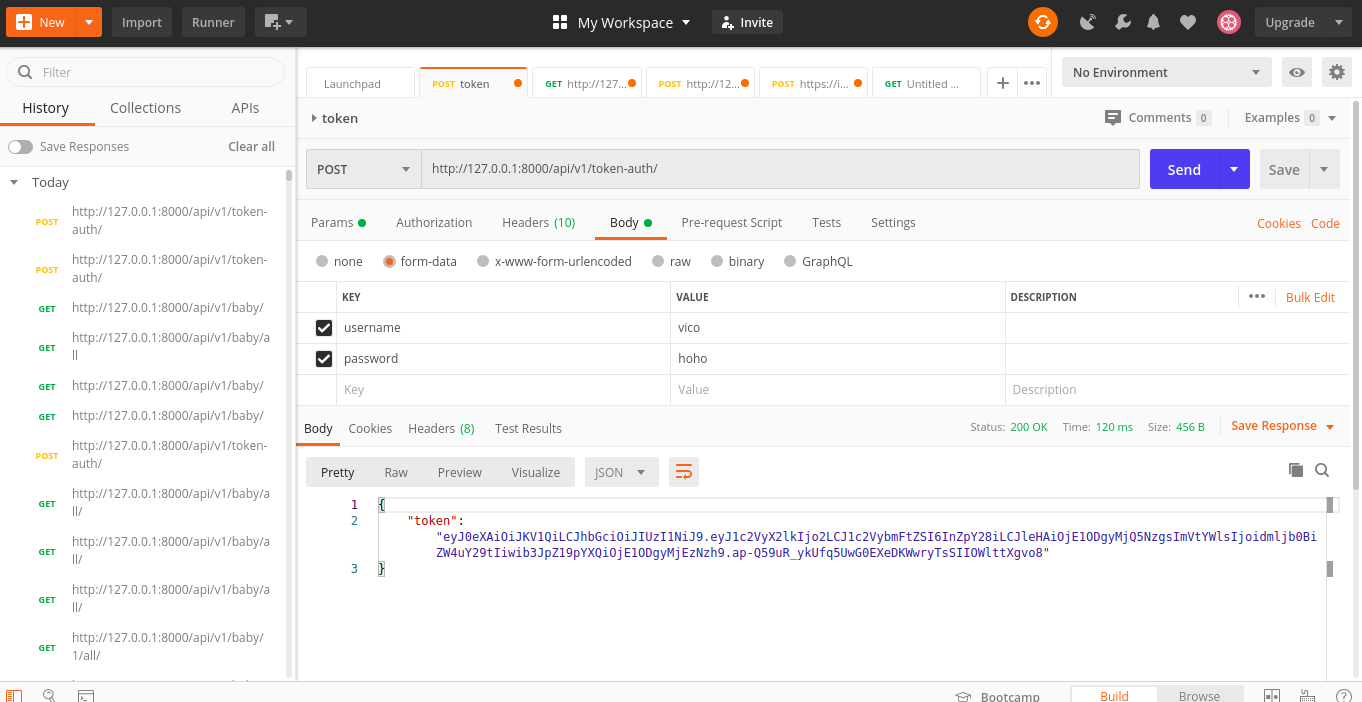 New
Import
Runner
My Workspace
Invite
Upgrade
Filter
History
Collections
APIs
Save Responses
Clear all
Today
POST
http://127.0.0.1:8000/api/v1/token-
auth/
POST
http://127.0.0.1:8000/api/v1/token-
auth/
GET
http://127.0.0.1:8000/api/v1/baby/
GET
http://127.0.0.1:8000/api/v1/baby/a
ll
GET
http://127.0.0.1:8000/api/v1/baby/
GET
http://127.0.0.1:8000/api/v1/baby/
POST
http://127.0.0.1:8000/api/v1/token-
auth/
GET
http://127.0.0.1:8000/api/v1/baby/a
ll/
GET
http://127.0.0.1:8000/api/v1/baby/a
ll/
GET
http://127.0.0.1:8000/api/v1/baby/a
ll/
GET
http://127.0.0.1:8000/api/v1/baby/
1/all/
Launchpad
POST token
GET http://127...
POST http://12...
POST https://i...
GET Untitled ...
No Environment
token
Comments 0
Examples 0
POST
http://127.0.0.1:8000/api/v1/token-auth/
Send
Save
Params
Authorization
Headers (10)
Body
Pre-request Script
Tests
Settings
Cookies
Code
none
form-data
x-www-form-urlencoded
raw
binary
GraphQL
KEY
VALUE
DESCRIPTION
Bulk Edit
username
vico
password
hoho
Key
Value
Description
Body
Cookies
Headers (8)
Test Results
Status: 200 OK
Time: 120 ms
Size: 456 B
Save Response
Pretty
Raw
Preview
Visualize
JSON
1 {
2 "token":
"eyJ0eXAiOiJKV1QiLCJhbGciOiJIUzI1NiJ9.eyJ1c2VyX2lkIjo2LCJ1c2VybmFtZSI6InZpY28iLCJleHAiOjE1ODgyMjQ5NzgsImVtYWlsIjoidmljb0Bi
ZW4uY29tIiwib3JpZ19pYXQiOjE1ODgyMjEzNzh9.ap-Q59uR_ykUfq5UwG0EXeDKWwryTsSIIOWlttXgvo8"
3 }
Bootcamp
Build
Browse